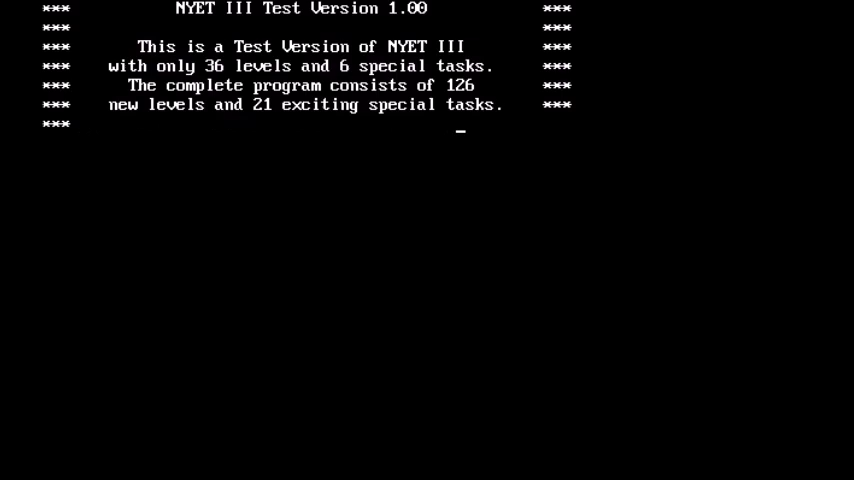 *** NYET III Test Version 1.00 ***
*** ***
*** This is a Test Version of NYET III ***
*** with only 36 levels and 6 special tasks. ***
*** The complete program consists of 126 ***
*** new levels and 21 exciting special tasks. ***
*** _